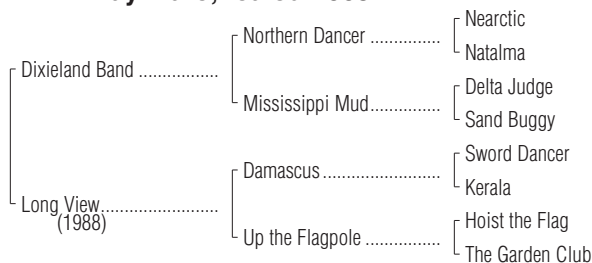 Northern Dancer ................
Nearctic
Natalma
Dixieland Band ..................
Mississippi Mud................
Delta Judge
Sand Buggy
Damascus ...........................
Sword Dancer
Kerala
Long View...........................
(1988)
Up the Flagpole .................
Hoist the Flag
The Garden Club